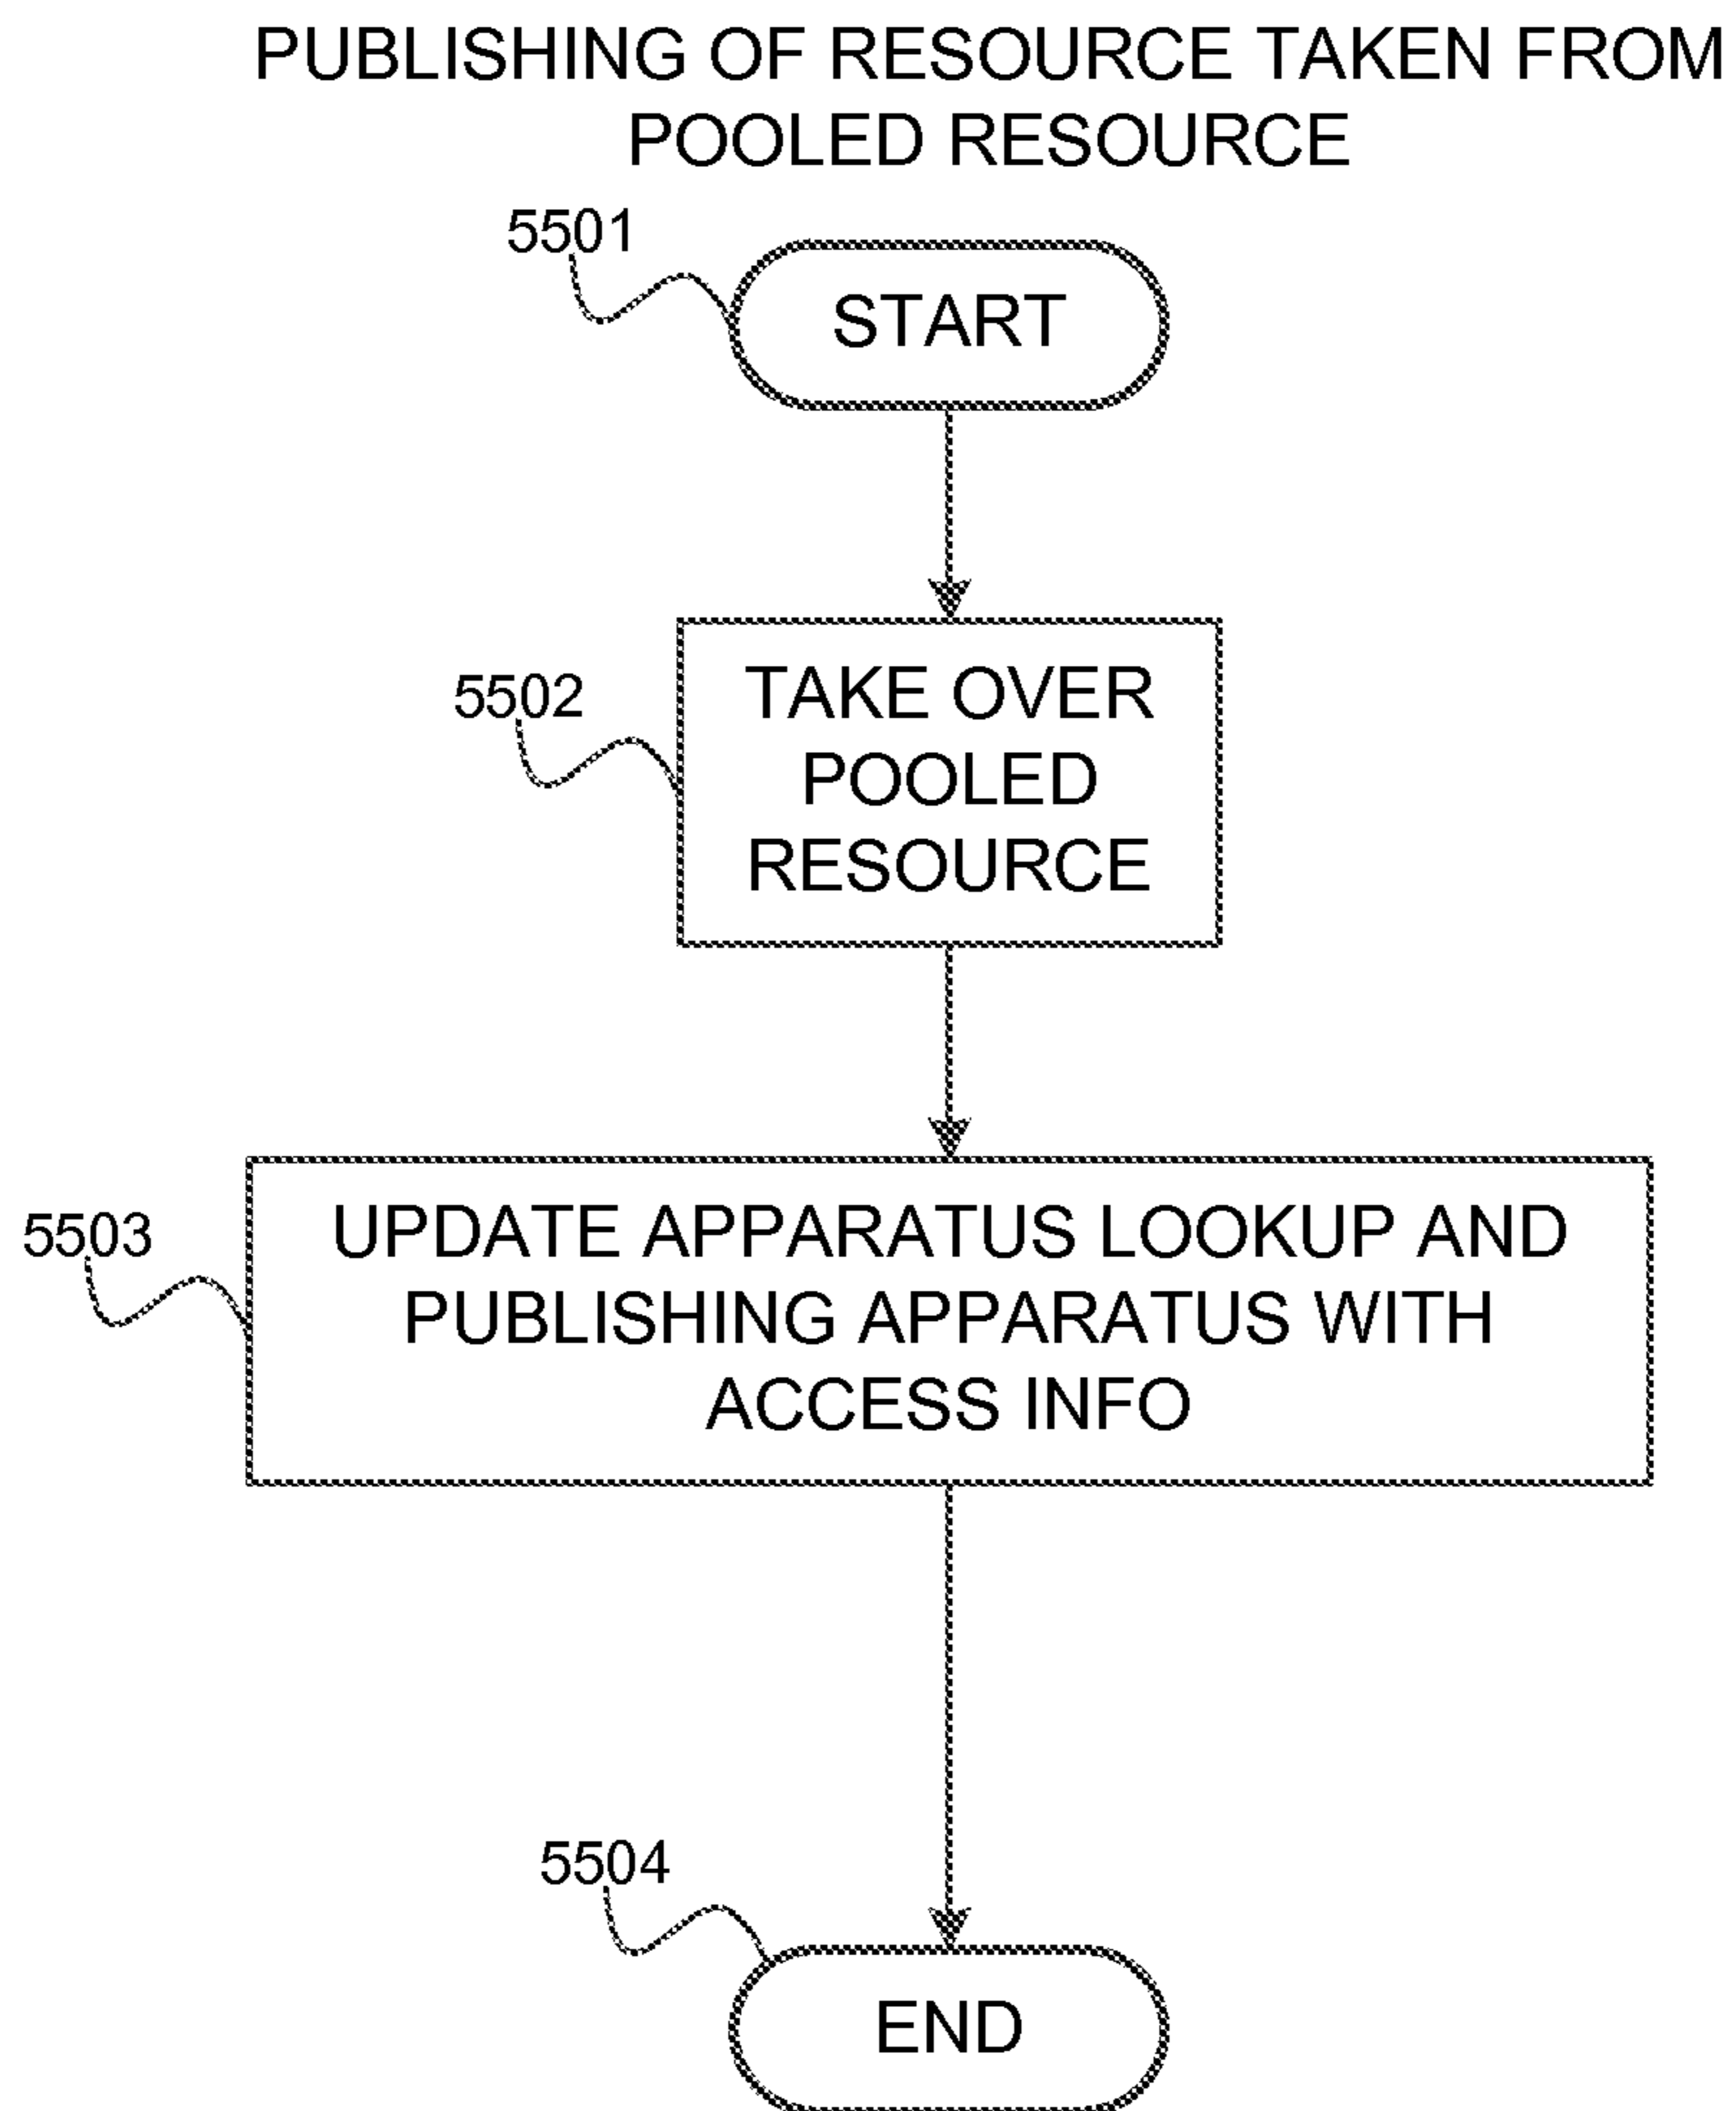 PUBLISHING OF RESOURCE TAKEN FROM
POOLED RESOURCE
5501
START
5502
TAKE OVER
POOLED
RESOURCE
5503
UPDATE APPARATUS LOOKUP AND
PUBLISHING APPARATUS WITH
ACCESS INFO
5504
END